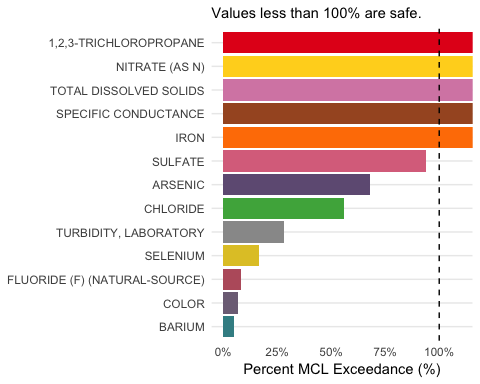 Values less than 100% are safe.
1,2,3-TRICHLOROPROPANE
NITRATE (AS N)
TOTAL DISSOLVED SOLIDS
SPECIFIC CONDUCTANCE
IRON
SULFATE
ARSENIC
CHLORIDE
TURBIDITY, LABORATORY
SELENIUM
FLUORIDE (F) (NATURAL-SOURCE)
COLOR
BARIUM
0% 25% 50% 75% 100%
Percent MCL Exceedance (%)